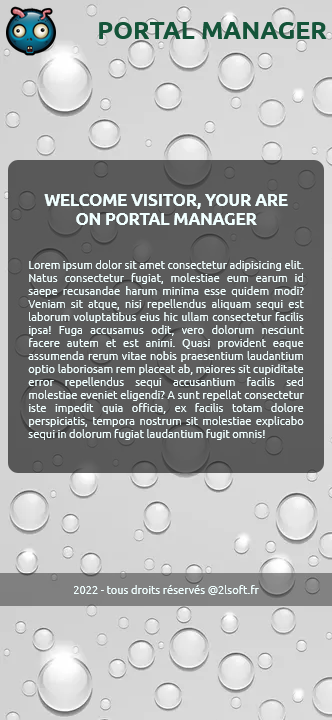 PORTAL MANAGER
WELCOME VISITOR, YOUR ARE
ON PORTAL MANAGER
Lorem ipsum dolor sit amet consectetur adipisicing elit.
Natus consectetur fugiat, molestiae eum earum id
saepe recusandae harum minima esse quidem modi?
Veniam sit atque, nisi repellendus aliquam sequi est
laborum voluptatibus eius hic ullam consectetur facilis
ipsa! Fuga accusamus odit, vero dolorum nesciunt
facere autem et est animi. Quasi provident eaque
assumenda rerum vitae nobis praesentium laudantium
optio laboriosam rem placeat ab, maiores sit cupiditate
error repellendus sequi accusantium facilis sed
molestiae eveniet eligendi? A sunt repellat consectetur
iste impedit quia officia, ex facilis totam dolore
perspiciatis, tempora nostrum sit molestiae explicabo
sequi in dolorum fugiat laudantium fugit omnis!
2022 - tous droits réservés @2lsoft.fr